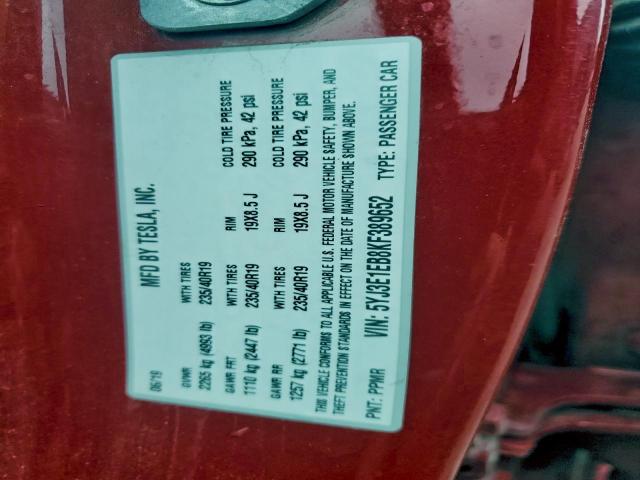 MFD BY TESLA, INC.
06/19
GVWR WITH TIRES
2265 kg (4993 lb) 235/40R19
GAWR FRT WITH TIRES RIM COLD TIRE PRESSURE
1110 kg (2447 lb) 235/40R19 19X8.5 J 290 kPa, 42 psi
GAWR RR WITH TIRES RIM COLD TIRE PRESSURE
1257 kg (2771 lb) 235/40R19 19X8.5 J 290 kPa, 42 psi
THIS VEHICLE CONFORMS TO ALL APPLICABLE U.S. FEDERAL MOTOR VEHICLE SAFETY, BUMPER, AND
THEFT PREVENTION STANDARDS IN EFFECT ON THE DATE OF MANUFACTURE SHOWN ABOVE.
VIN: 5YJ3E1EB8KF389652 TYPE: PASSENGER CAR
PNT: PPMR